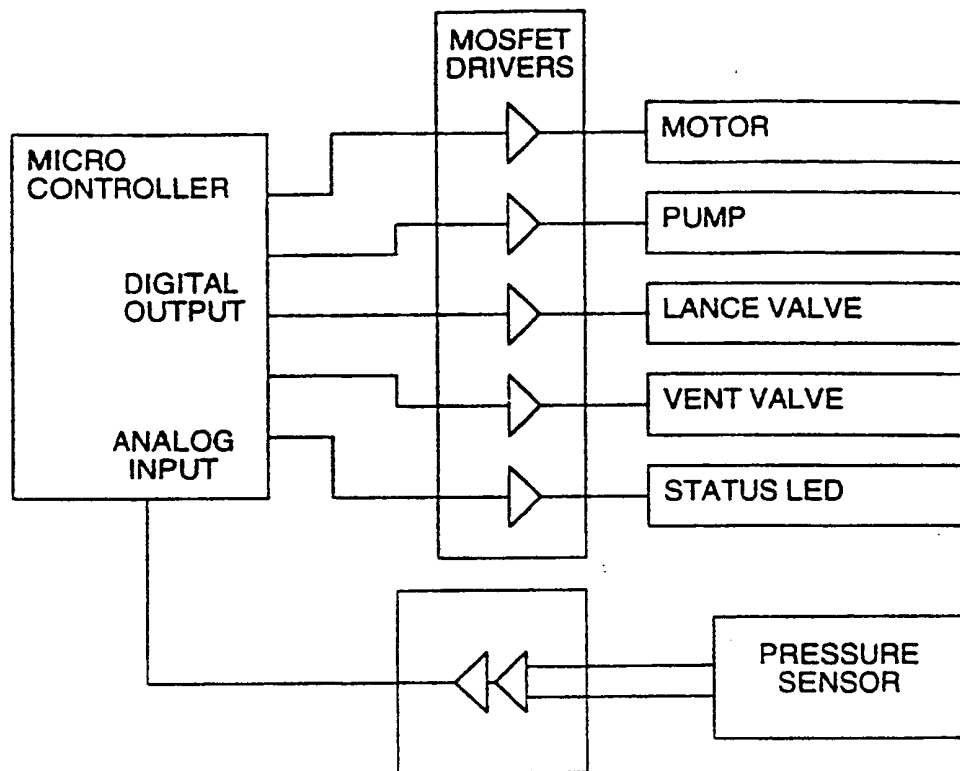 MOSFET
DRIVERS
MOTOR
MICRO
CONTROLLER
PUMP
DIGITAL
OUTPUT
LANCE VALVE
VENT VALVE
ANALOG
INPUT
STATUS LED
PRESSURE
SENSOR